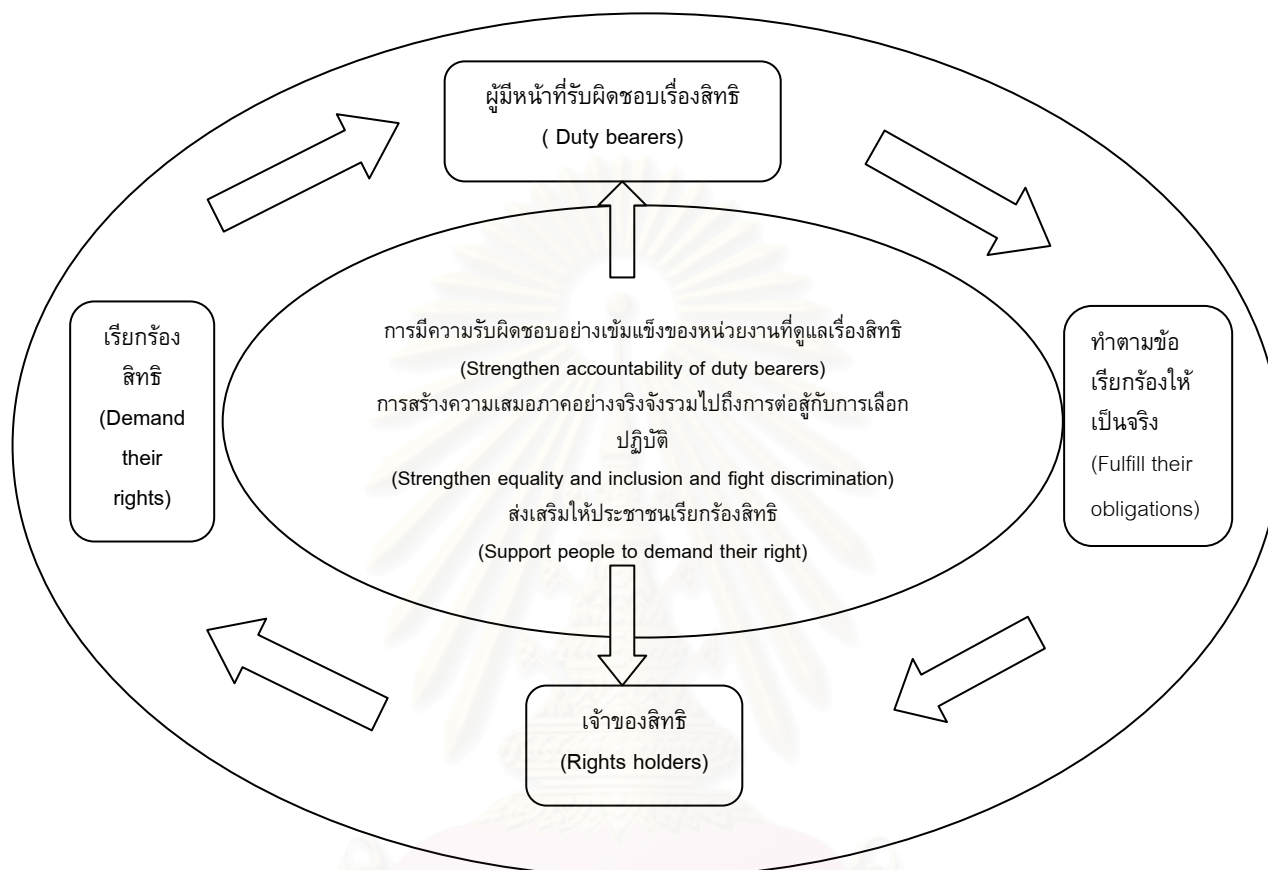 ผู้มีหน้าที่รับผิดชอบเรื่องสิทธิ
( Duty bearers)
เรียกร้อง
สิทธิ
(Demand
their
rights)
การมีความรับผิดชอบอย่างเข้มแข็งของหน่วยงานที่ดูแลเรื่องสิทธิ
(Strengthen accountability of duty bearers)
การสร้างความเสมอภาคอย่างจริงจังรวมไปถึงการต่อสู้กับการเลือก
ปฏิบัติ
(Strengthen equality and inclusion and fight discrimination)
ส่งเสริมให้ประชาชนเรียกร้องสิทธิ
(Support people to demand their right)
ทำตามข้อ
เรียกร้องให้
เป็นจริง
(Fulfill their
obligations)
เจ้าของสิทธิ
(Rights holders)